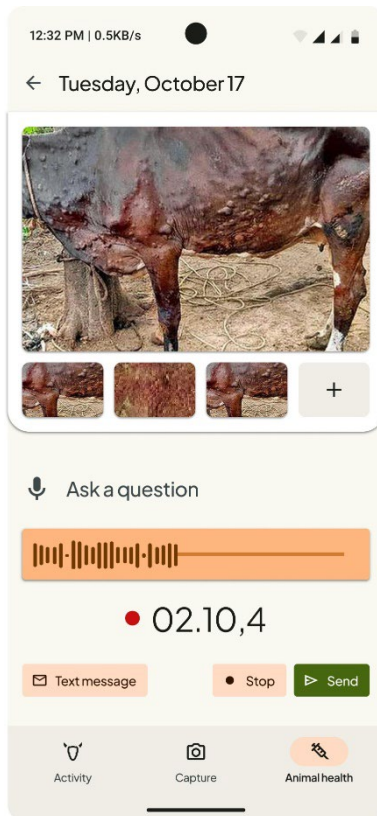 12:32 PM | 0.5KB/s
Tuesday, October 17
Ask a question
02.10,4
Text message
Stop
Send
Activity
Capture
Animal health